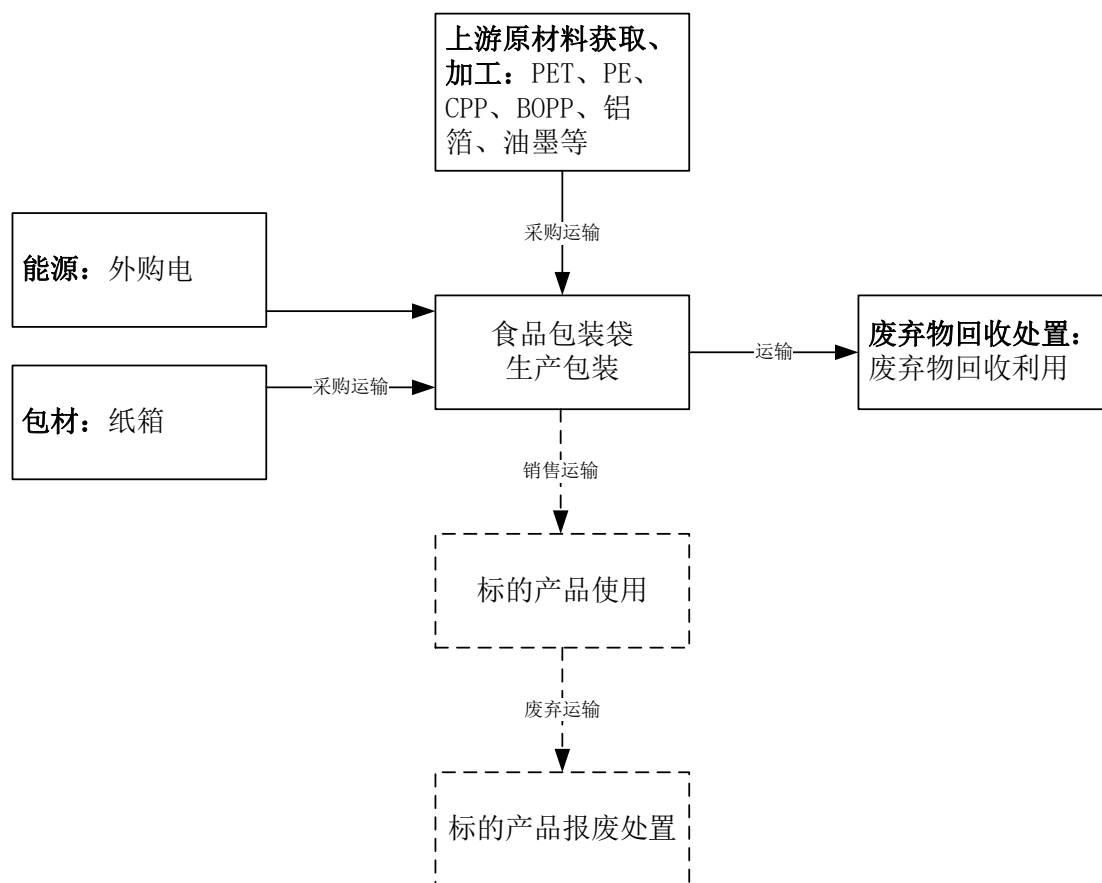 上游原材料获取、
加工：PET、PE、
CPP、BOPP、铝
箔、油墨等
采购运输
能源：外购电
食品包装袋
生产包装
运输
废弃物回收处置：
废弃物回收利用
采购运输
包材：纸箱
销售运输
标的产品使用
废弃运输
标的产品报废处置